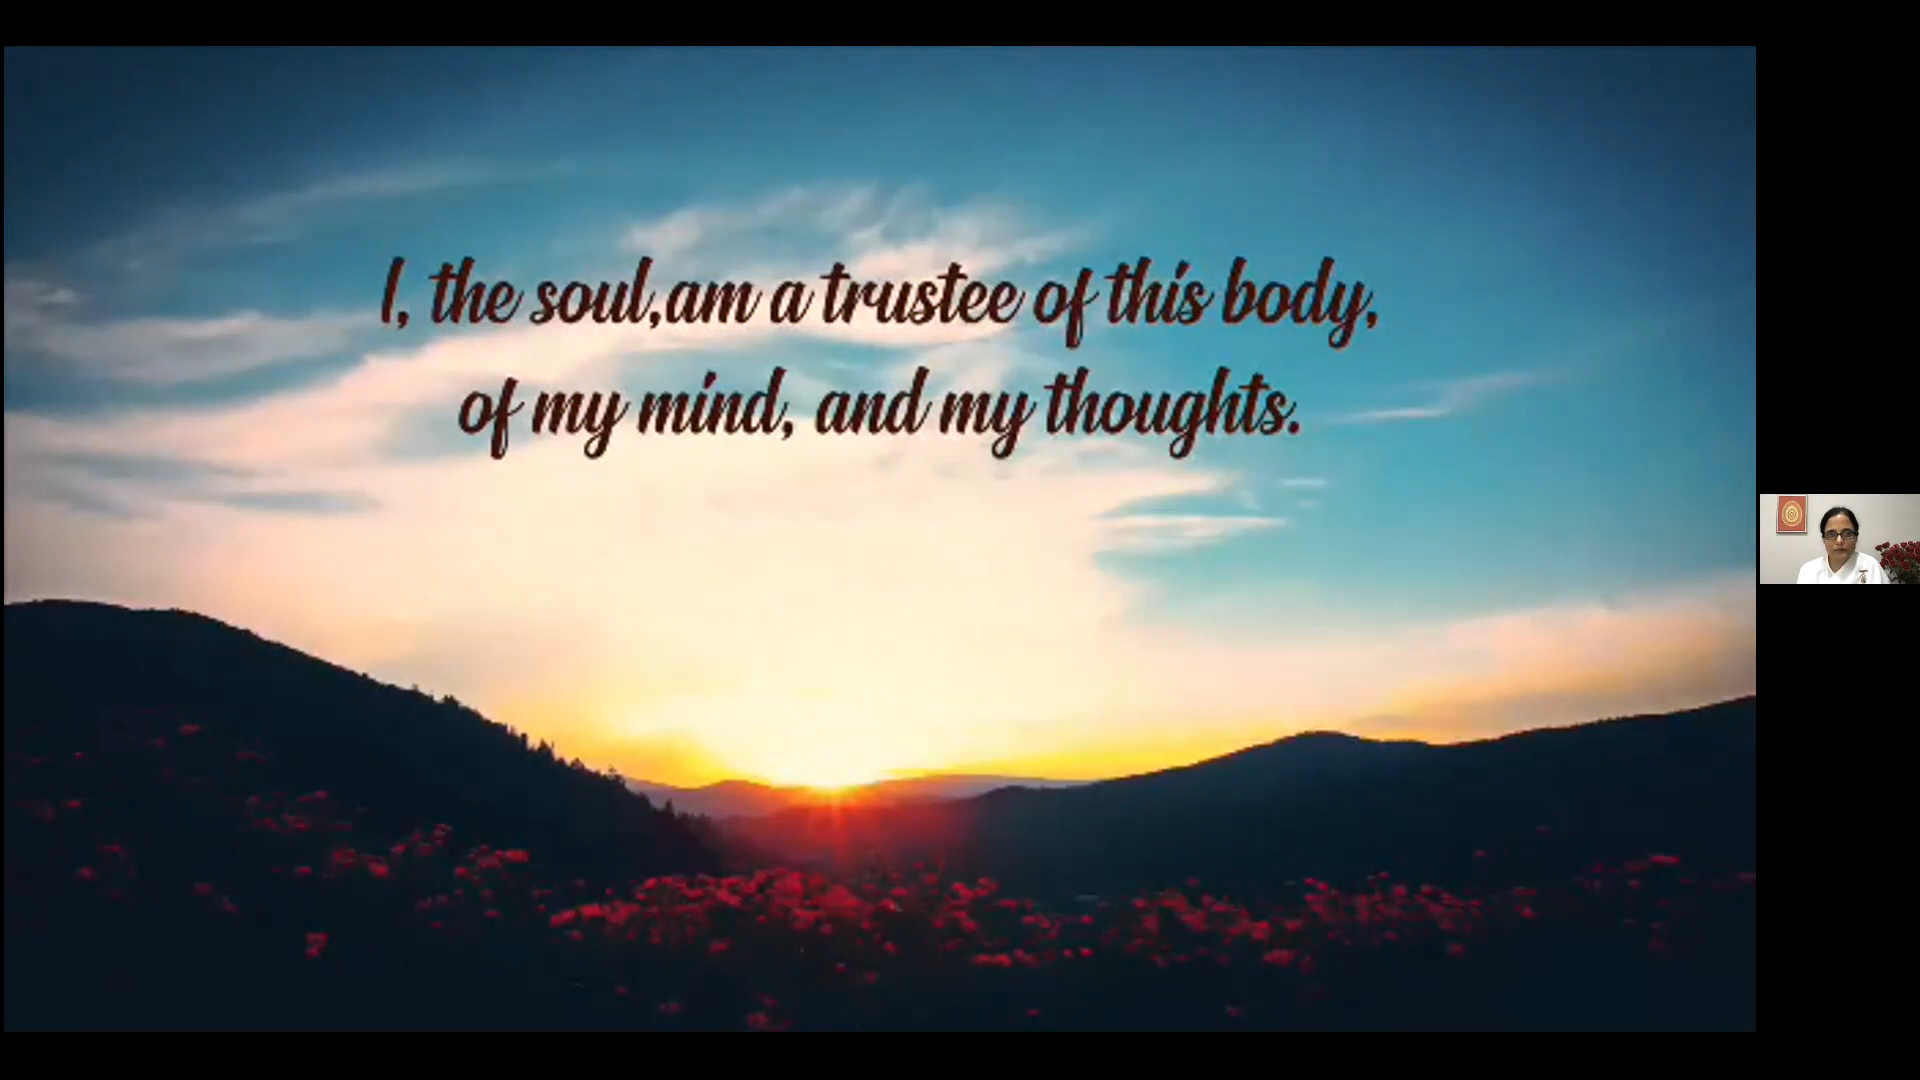 I, the soul,am a trustee of this body,
of my mind, and my thoughts.